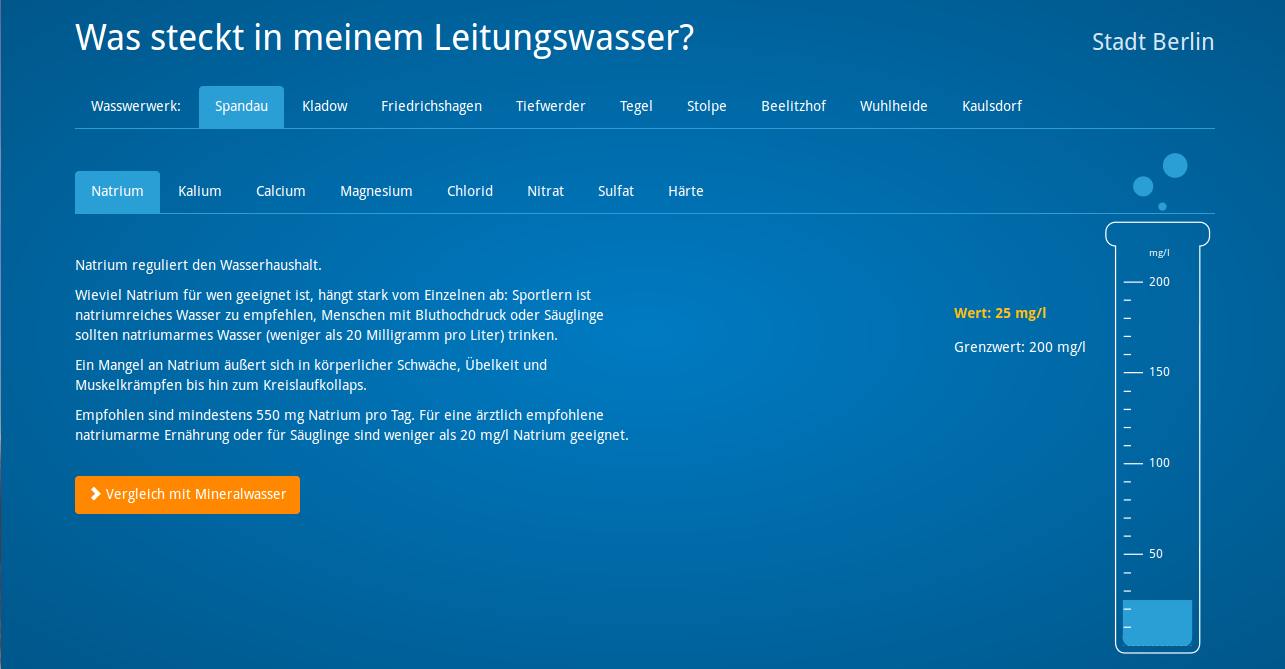 Was steckt in meinem Leitungswasser?
Stadt Berlin
Wasserwerk: Spandau Kladow Friedrichshagen Tiefwerder Tegel Stolpe Beelitzhof Wuhlheide Kaulsdorf
Natrium Kalium Calcium Magnesium Chlorid Nitrat Sulfat Härte
Natrium reguliert den Wasserhaushalt.
Wieviel Natrium für wen geeignet ist, hängt stark vom Einzelnen ab: Sportlern ist
natriumreiches Wasser zu empfehlen, Menschen mit Bluthochdruck oder Säuglinge
sollten natriumarmes Wasser (weniger als 20 Milligramm pro Liter) trinken.
Ein Mangel an Natrium äußert sich in körperlicher Schwäche, Übelkeit und
Muskelkrämpfen bis hin zum Kreislaufkollaps.
Empfohlen sind mindestens 550 mg Natrium pro Tag. Für eine ärztlich empfohlene
natriumarme Ernährung oder für Säuglinge sind weniger als 20 mg/l Natrium geeignet.
Vergleich mit Mineralwasser
Wert: 25 mg/l
Grenzwert: 200 mg/l
mg/l
200
150
100
50